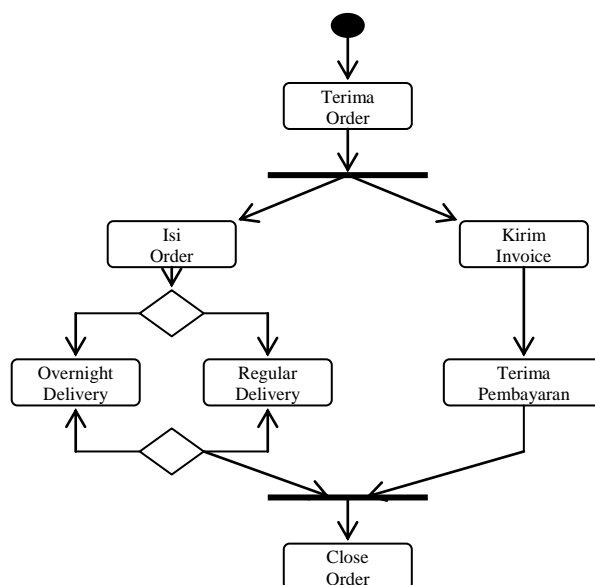 Terima
Order
Isi
Order
Kirim
Invoice
Overnight
Delivery
Regular
Delivery
Terima
Pembayaran
Close
Order